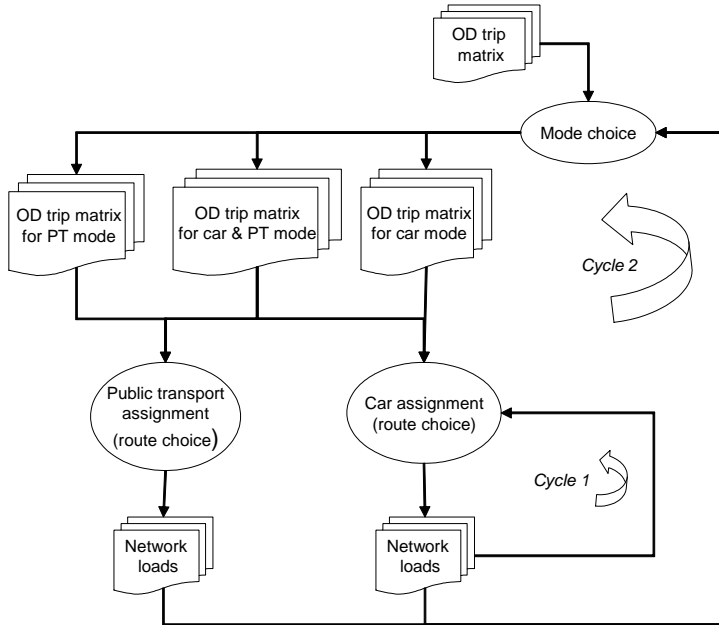 OD trip
matrix
Mode choice
OD trip matrix
for PT mode
OD trip matrix
for car & PT mode
OD trip matrix
for car mode
Cycle 2
Public transport
assignment
(route choice)
Car assignment
(route choice)
Cycle 1
Network
loads
Network
loads